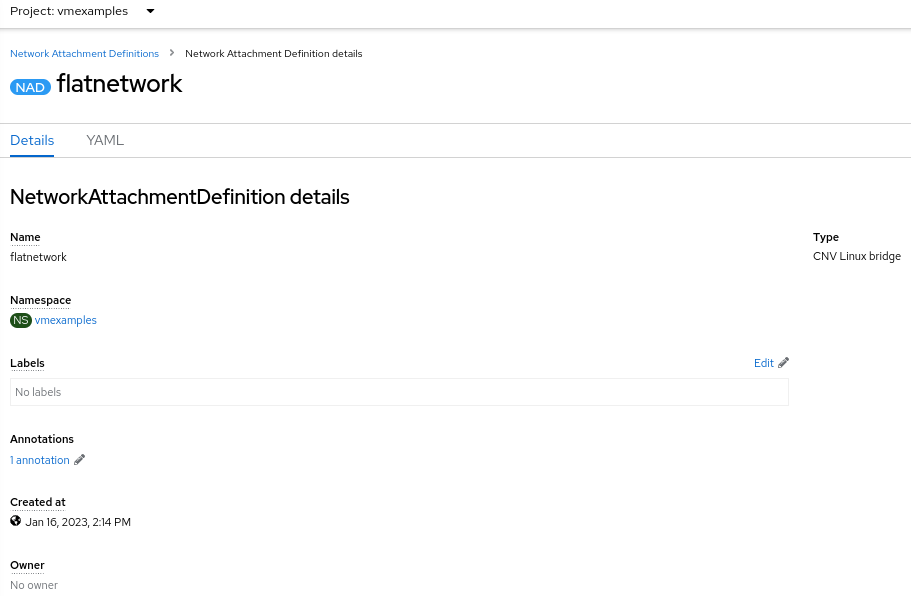 Project: vmexamples
Network Attachment Definitions > Network Attachment Definition details
NAD flatnetwork
Details YAML
NetworkAttachmentDefinition details
Name
flatnetwork
Type
CNV Linux bridge
Namespace
NS vmexamples
Labels Edit
No labels
Annotations
1 annotation
Created at
Jan 16, 2023, 2:14 PM
Owner
No owner